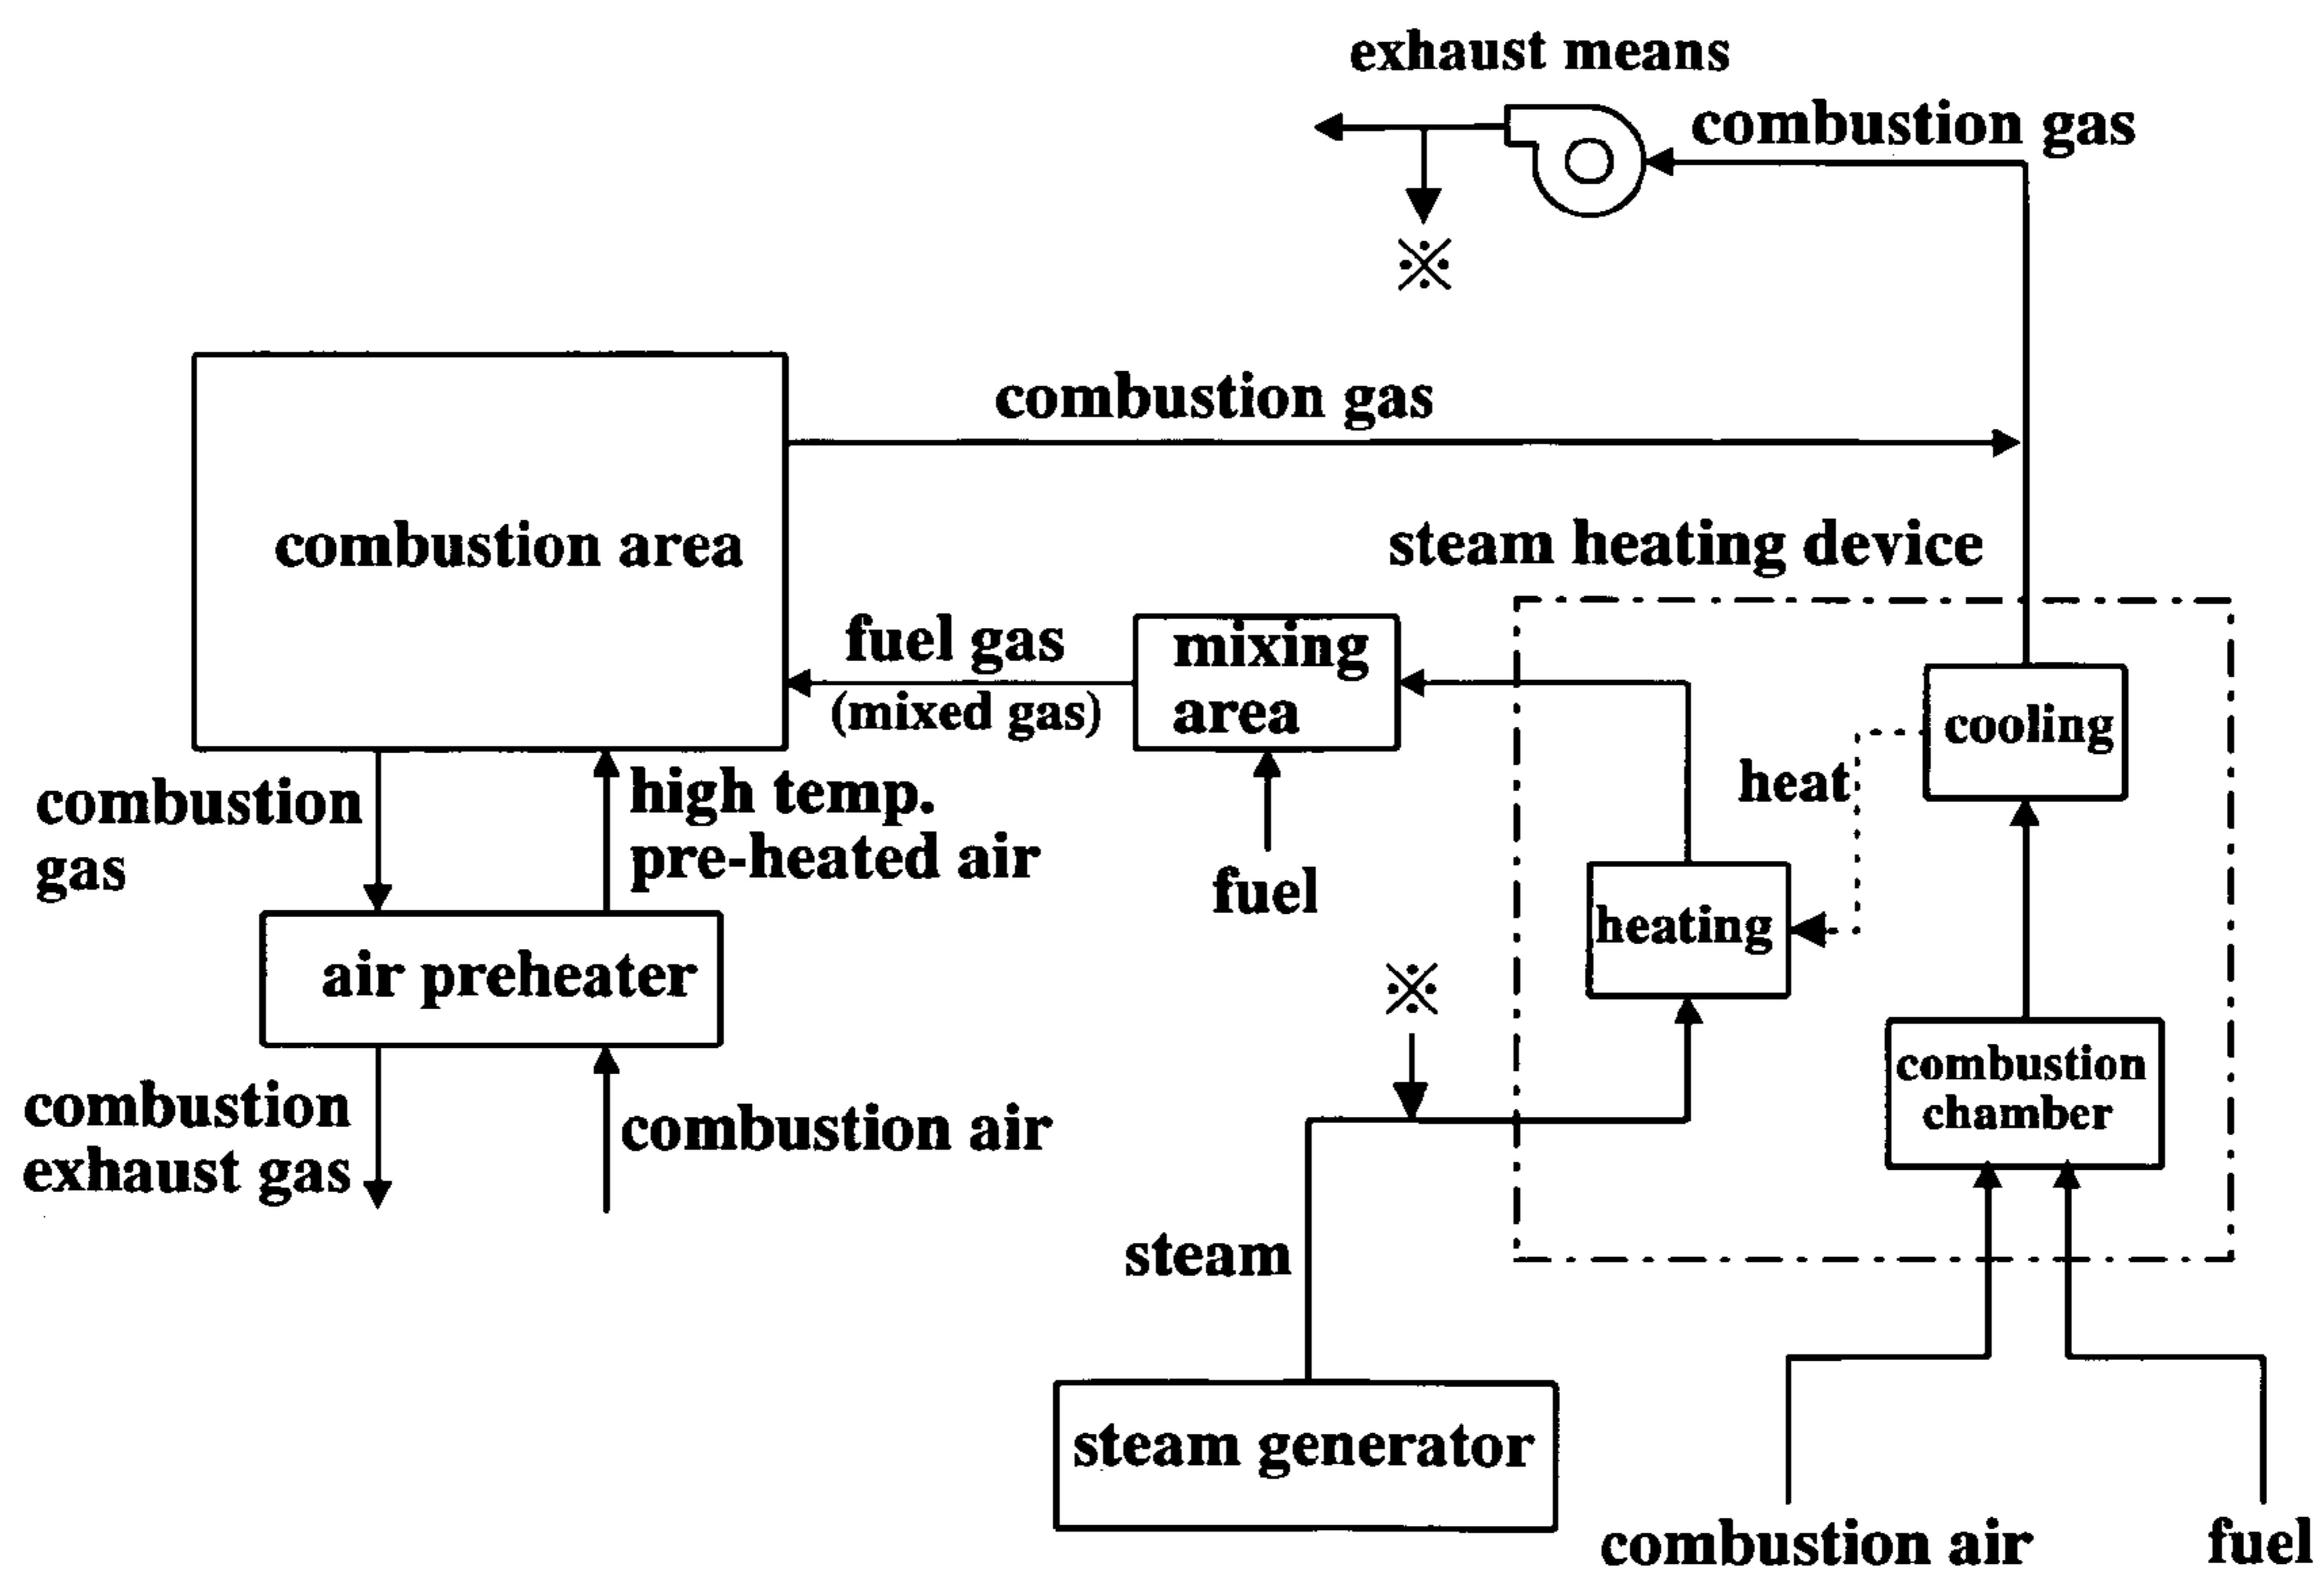 exhaust means
combustion gas
※
combustion gas
combustion area
steam heating device
fuel gas
(mixed gas)
mixing
area
cooling
heat
combustion
gas
high temp.
pre-heated air
fuel
heating
air preheater
※
combustion
chamber
combustion
exhaust gas
combustion air
steam
steam generator
combustion air
fuel